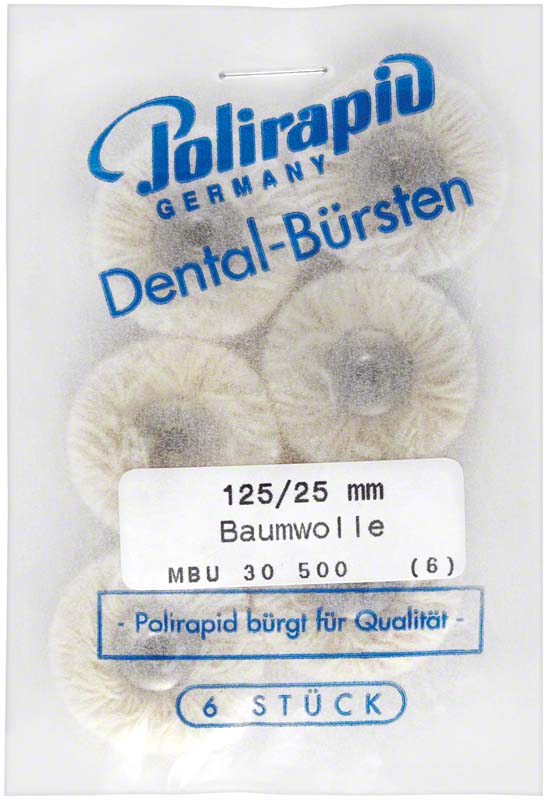 Polirapid
GERMANY
Dental-Bürsten
125/25 mm
Baumwolle
MBU 30 500 (6)
- Polirapid bürgt für Qualität -
6 STÜCK